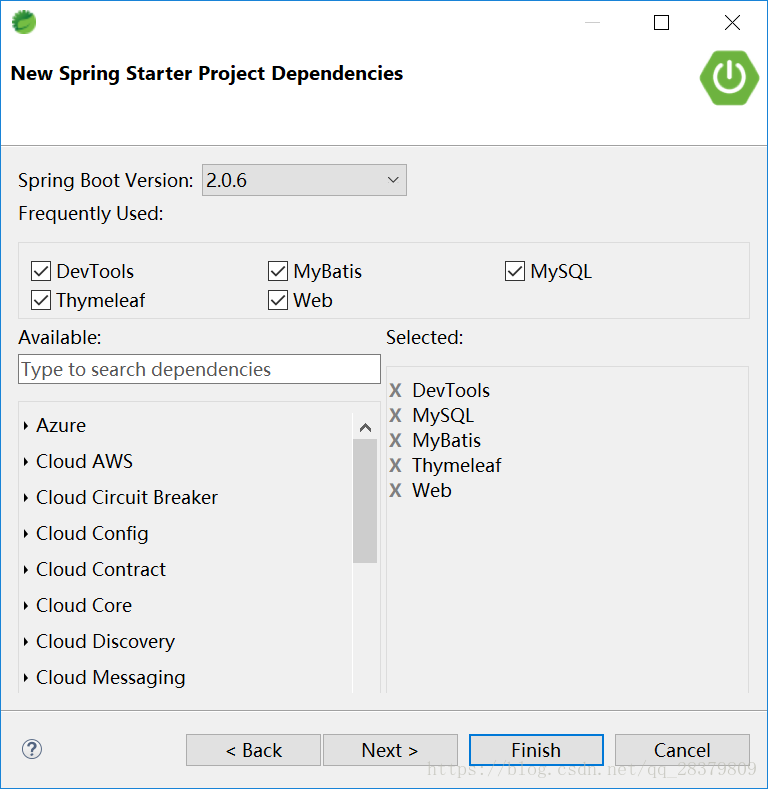 New Spring Starter Project Dependencies
Spring Boot Version: 2.0.6
Frequently Used:
DevTools MyBatis MySQL
Thymeleaf Web
Available: Selected:
Type to search dependencies
X DevTools
X MySQL
X MyBatis
X Thymeleaf
X Web
Azure
Cloud AWS
Cloud Circuit Breaker
Cloud Config
Cloud Contract
Cloud Core
Cloud Discovery
Cloud Messaging
? < Back Next > Finish Cancel
https://blog.csdn.net/qq_28379809